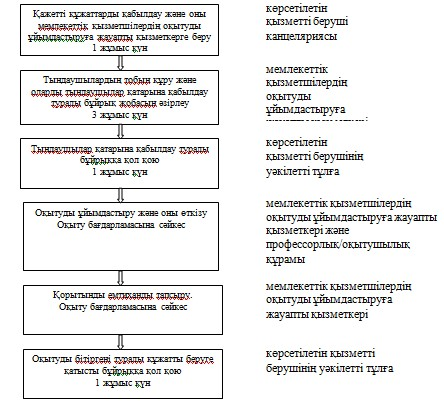 Қажетті құжаттарды қабылдау және оны
мемлекеттік қызметшілердің оқытуды
ұйымдастыруға жауапты қызметкерге беру
1 жұмыс күн
көрсетілетін
қызметті беруші
канцеляриясы
Тыңдаушылардың тобын құру және
оларды тыңдаушылар қатарына қабылдау
туралы бұйрық жобасын әзірлеу
3 жұмыс күн
мемлекеттік
қызметшілердің
оқытуды
ұйымдастыруға
Тыңдаушылар қатарына қабылдау туралы
бұйрыққа қол қою
1 жұмыс күн
көрсетілетін
қызметті берушінің
уәкілетті тұлға
Оқытуды ұйымдастыру және оны өткізу
Оқыту бағдарламасына сәйкес
мемлекеттік қызметшілердің
оқытуды ұйымдастыруға жауапты
қызметкері және
профессорлық/оқытушылық
құрамы
Қорытынды емтиханды тапсыру.
Оқыту бағдарламасына сәйкес
мемлекеттік қызметшілердің
оқытуды ұйымдастыруға
жауапты қызметкері
Оқытуды бітіргені туралы құжатты беруге
қатысты бұйрыққа қол қою
1 жұмыс күн
көрсетілетін қызметті
берушінің уәкілетті тұлға